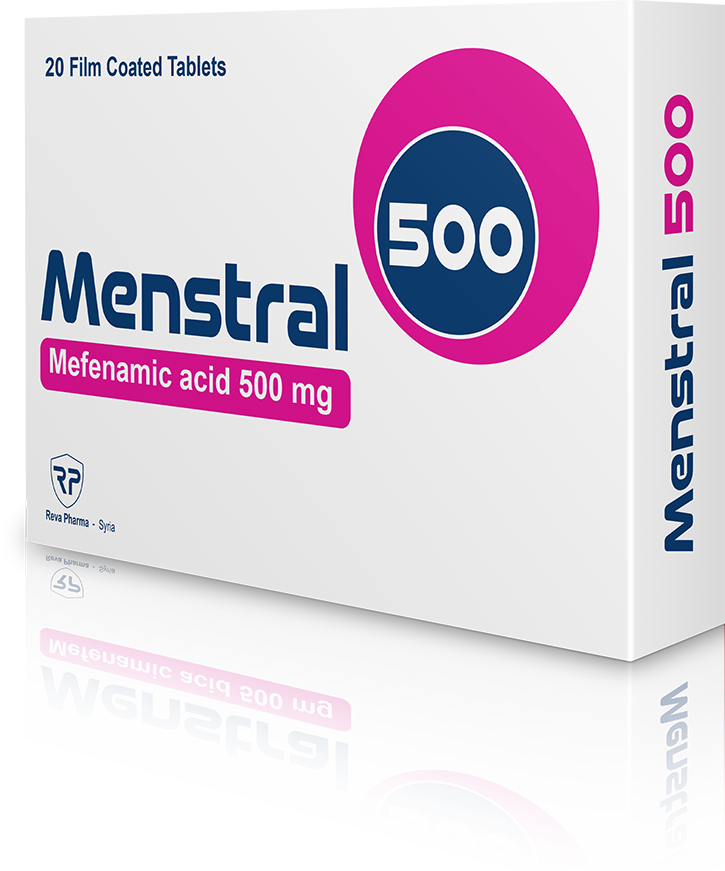 20 Film Coated Tablets
500
Menstral
Mefenamic acid 500 mg
RP
Reva Pharma - Syria
Menstral 500